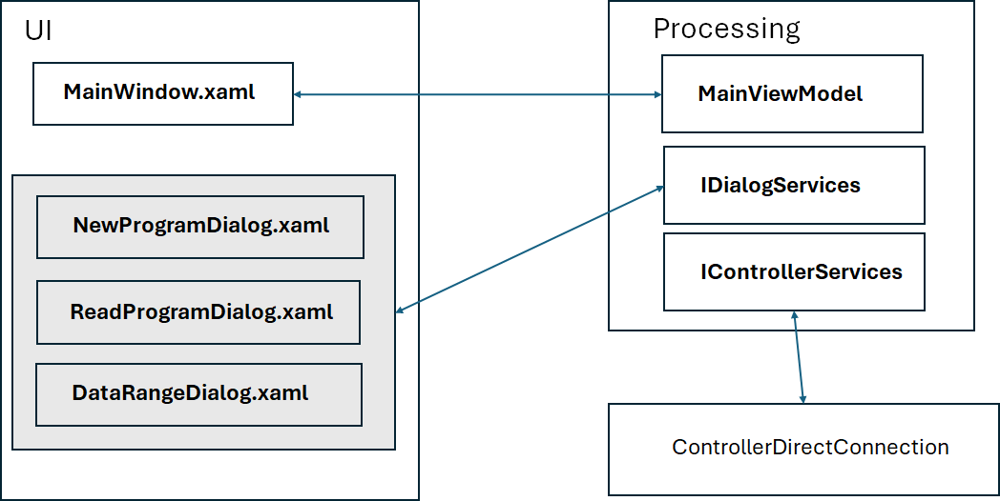 UI
MainWindow.xaml
NewProgramDialog.xaml
ReadProgramDialog.xaml
DataRangeDialog.xaml
Processing
MainViewModel
IDialogServices
IControllerServices
ControllerDirectConnection